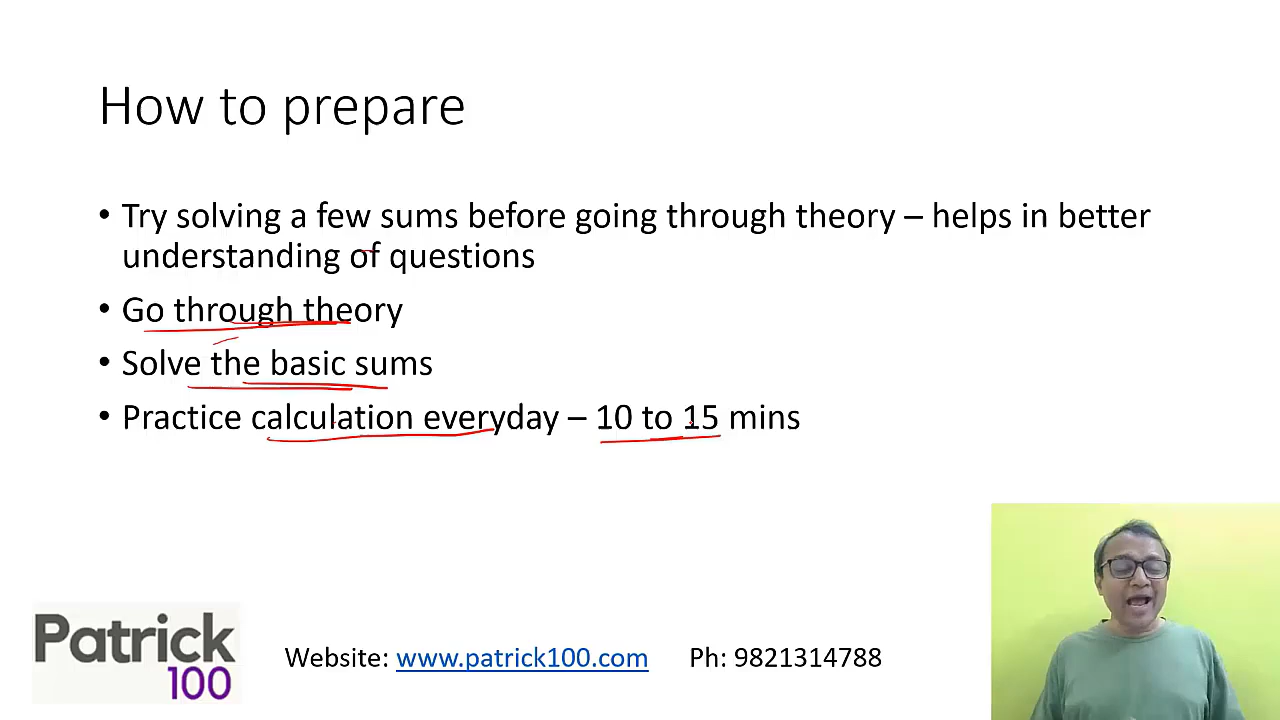 How to prepare
• Try solving a few sums before going through theory – helps in better
understanding of questions
• Go through theory
• Solve the basic sums
• Practice calculation everyday – 10 to 15 mins
Patrick
100
Website: www.patrick100.com Ph: 9821314788